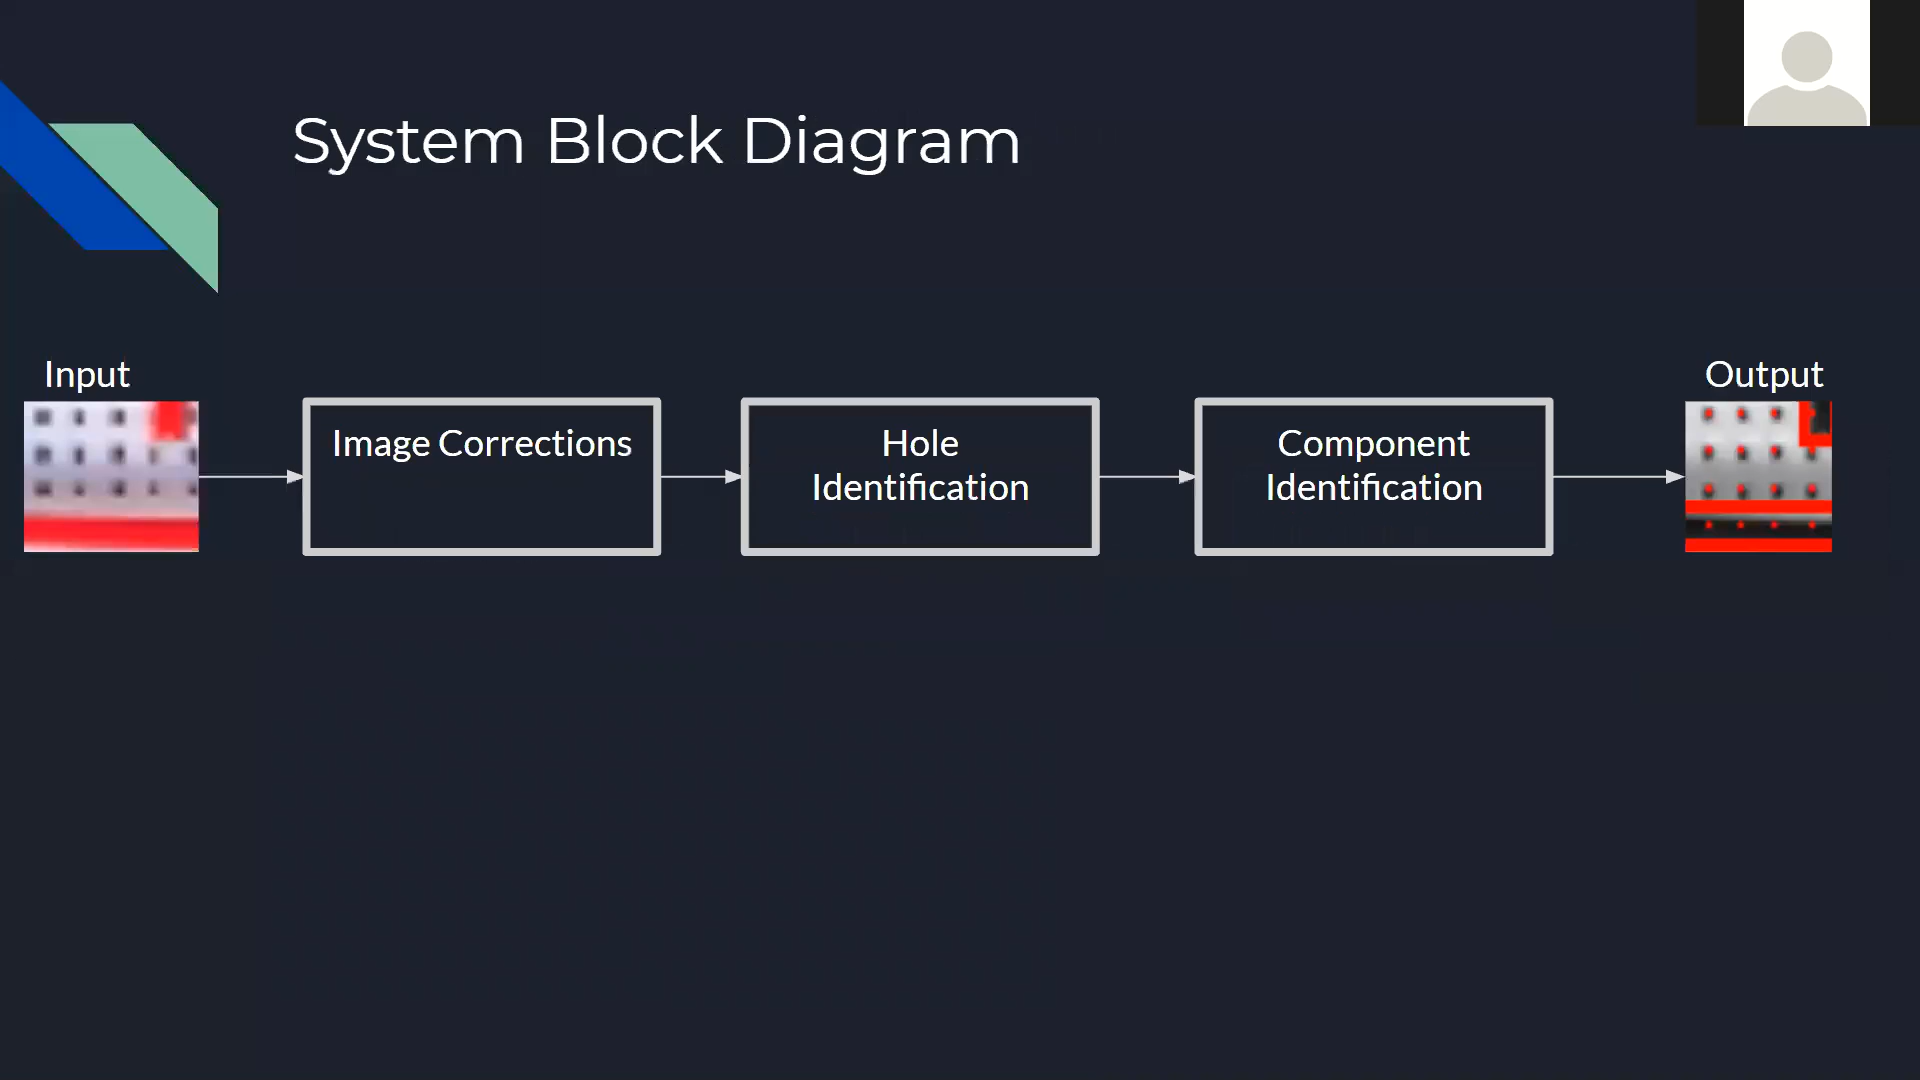 System Block Diagram
Input
Output
Image Corrections
Hole
Identification
Component
Identification